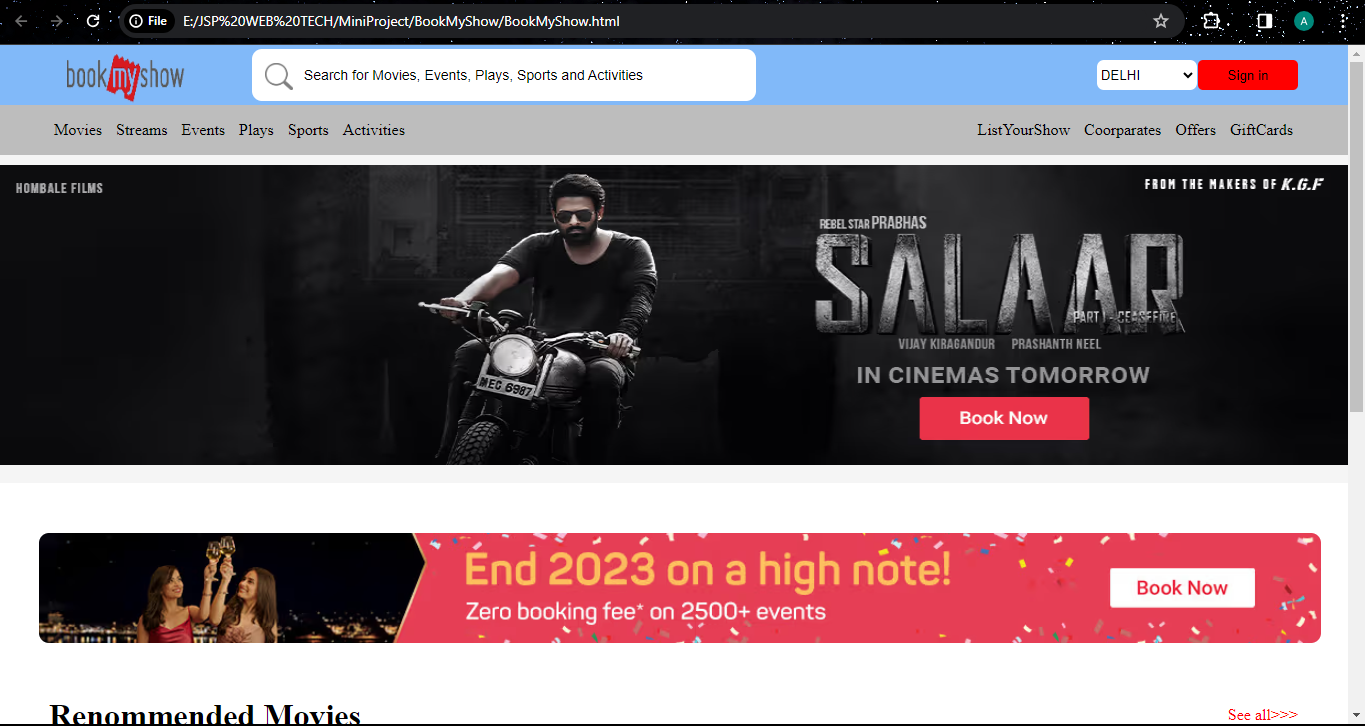 File E:/JSP%20WEB%20TECH/MiniProject/BookMyShow/BookMyShow.html A
bookmyshow Search for Movies, Events, Plays, Sports and Activities DELHI Sign in
Movies Streams Events Plays Sports Activities ListYourShow Coorparates Offers GiftCards
HOMBALE FILMS FROM THE MAKERS OF K.G.F
REBEL STAR PRABHAS
SALAAR
PART 1 - CEASEFIRE
VIJAY KIRAGANDUR PRASHANTH NEEL
IN CINEMAS TOMORROW
MEG 6987
Book Now
End 2023 on a high note!
Zero booking fee* on 2500+ events
Book Now
Renommended Movies See all>>>